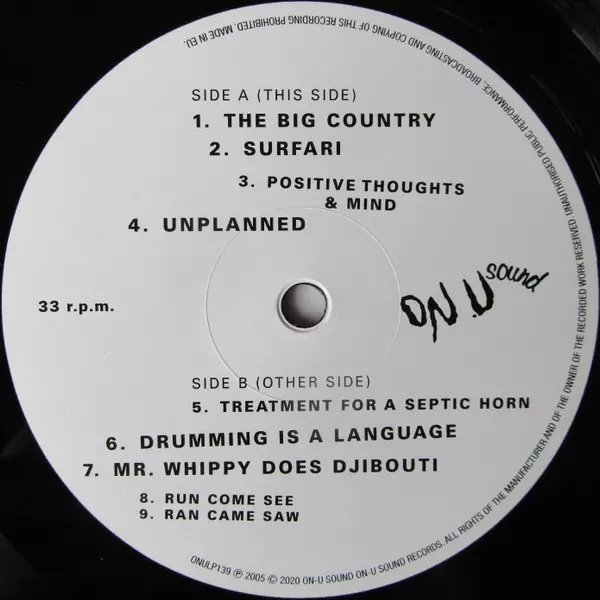 SIDE A (THIS SIDE)
1. THE BIG COUNTRY
2. SURFARI
3. POSITIVE THOUGHTS
& MIND
4. UNPLANNED
33 r.p.m.
ON.U sound
SIDE B (OTHER SIDE)
5. TREATMENT FOR A SEPTIC HORN
6. DRUMMING IS A LANGUAGE
7. MR. WHIPPY DOES DJIBOUTI
8. RUN COME SEE
9. RAN CAME SAW
ONULP139 ℗ 2005 © 2020 ON-U SOUND ON-U SOUND RECORDS. ALL RIGHTS OF THE MANUFACTURER AND OF THE OWNER OF THE RECORDED WORK RESERVED. UNAUTHORISED PUBLIC PERFORMANCE, BROADCASTING AND COPYING OF THIS RECORDING PROHIBITED. MADE IN EU.